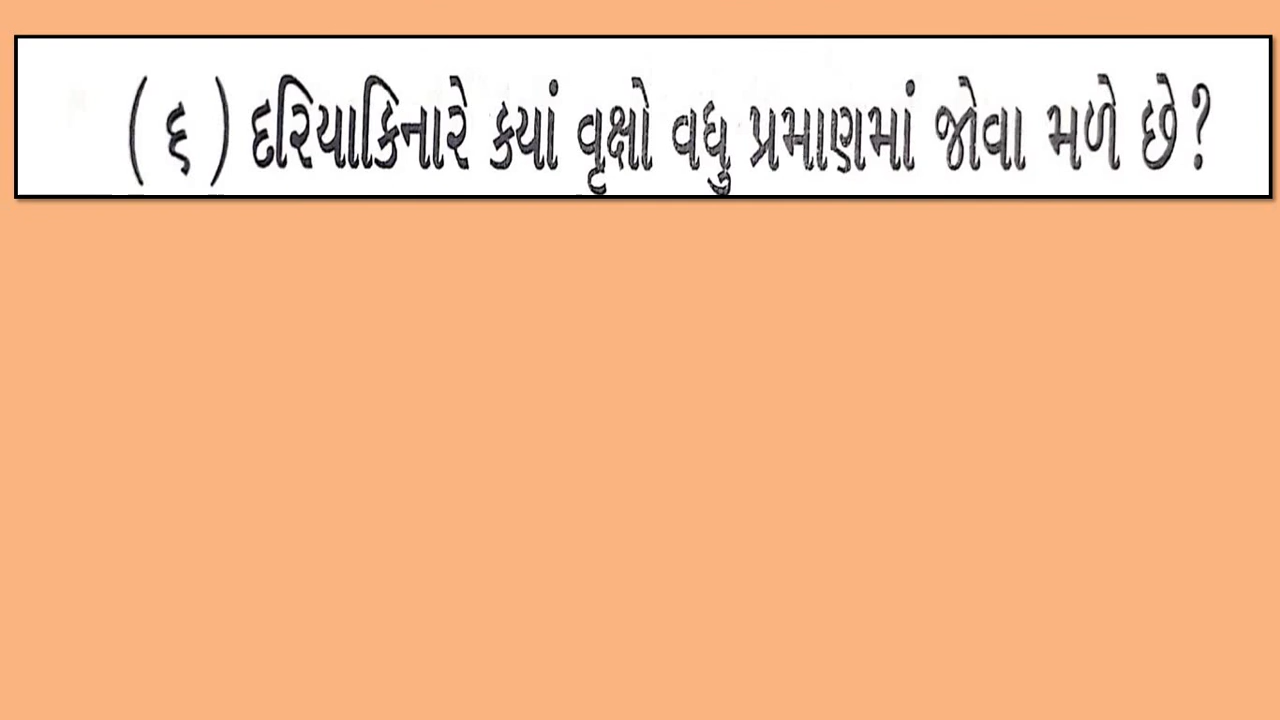 ( ૬ ) દરિયાકિનારે કયાં વૃક્ષો વધુ પ્રમાણમાં જોવા મળે છે?